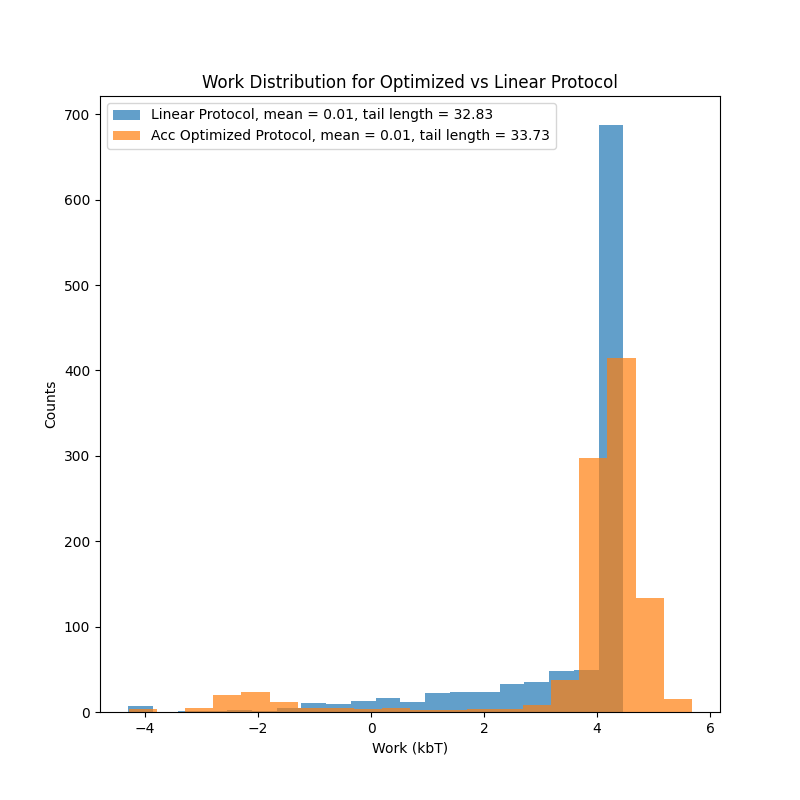 Work Distribution for Optimized vs Linear Protocol
Linear Protocol, mean = 0.01, tail length = 32.83
Acc Optimized Protocol, mean = 0.01, tail length = 33.73
700
600
500
400
300
200
100
0
Counts
−4 −2 0 2 4 6
Work (kbT)